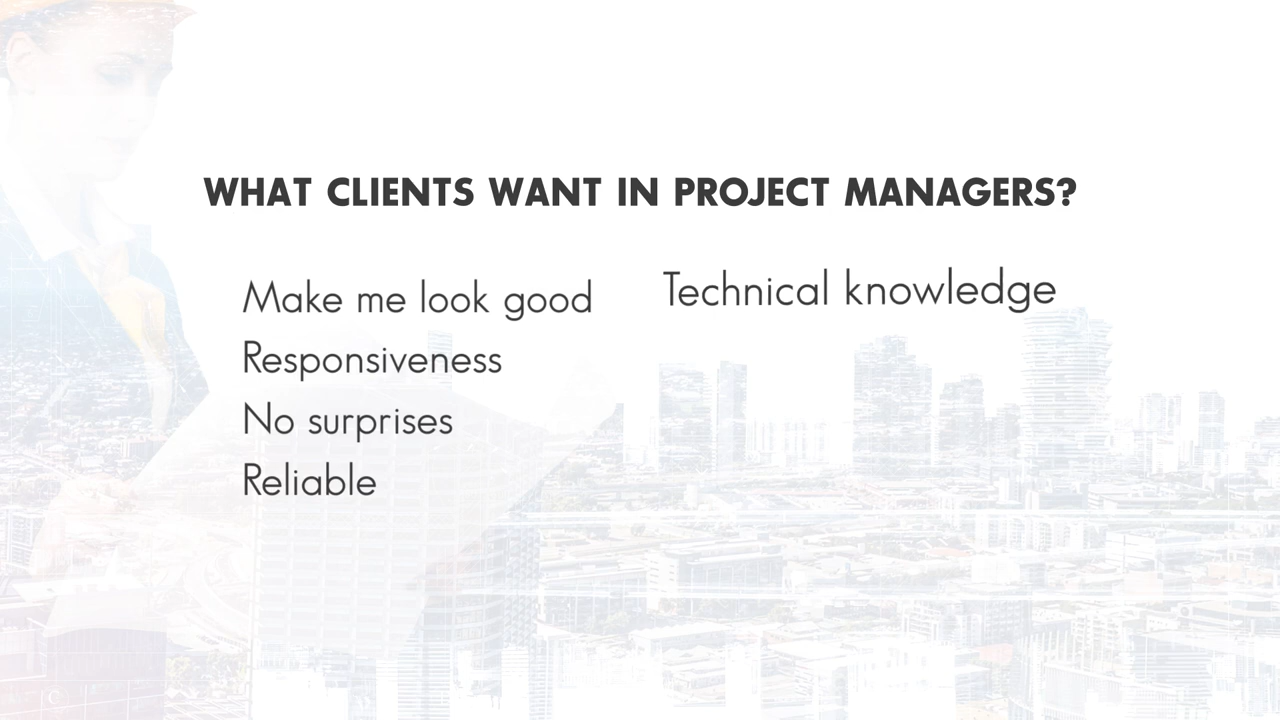 WHAT CLIENTS WANT IN PROJECT MANAGERS?
Make me look good
Responsiveness
No surprises
Reliable
Technical knowledge